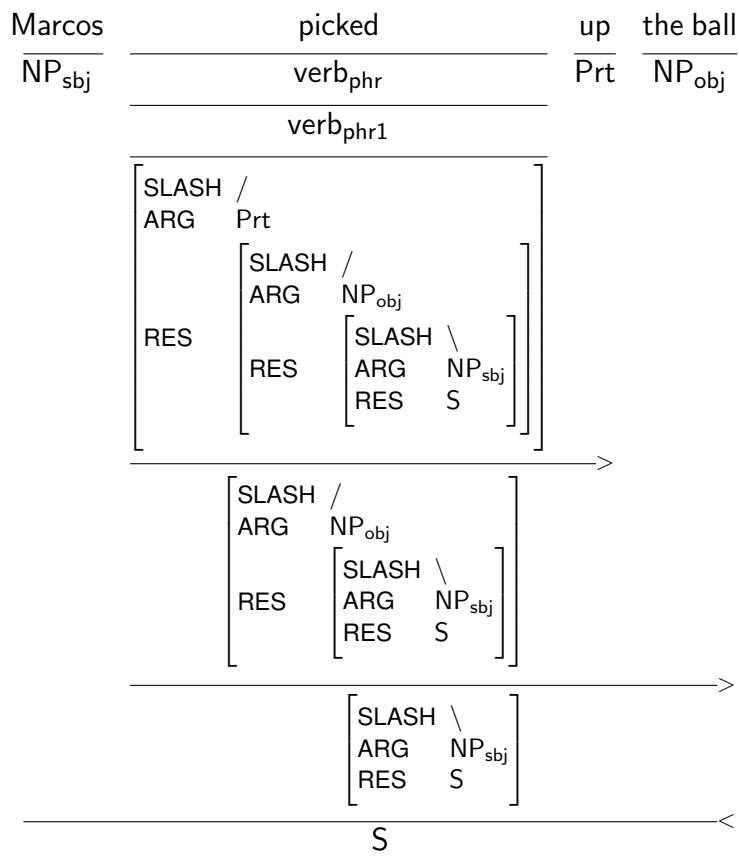 Marcos picked up the ball
NP_sbj verb_phr Prt NP_obj
verb_phr1
SLASH /
ARG Prt
SLASH /
ARG NP_obj
RES
SLASH \
RES ARG NP_sbj
RES S
>
SLASH /
ARG NP_obj
SLASH \
RES ARG NP_sbj
RES S
>
SLASH \
ARG NP_sbj
RES S
<
S